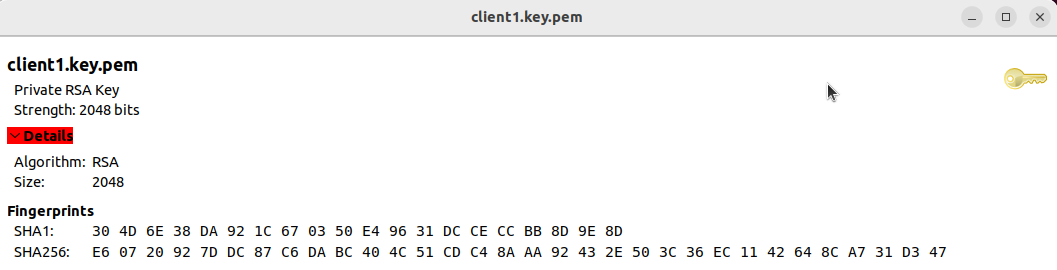 client1.key.pem
client1.key.pem
Private RSA Key
Strength: 2048 bits
Details
Algorithm: RSA
Size: 2048
Fingerprints
SHA1: 30 4D 6E 38 DA 92 1C 67 03 50 E4 96 31 DC CE CC BB 8D 9E 8D
SHA256: E6 07 20 92 7D DC 87 C6 DA BC 40 4C 51 CD C4 8A AA 92 43 2E 50 3C 36 EC 11 42 64 8C A7 31 D3 47